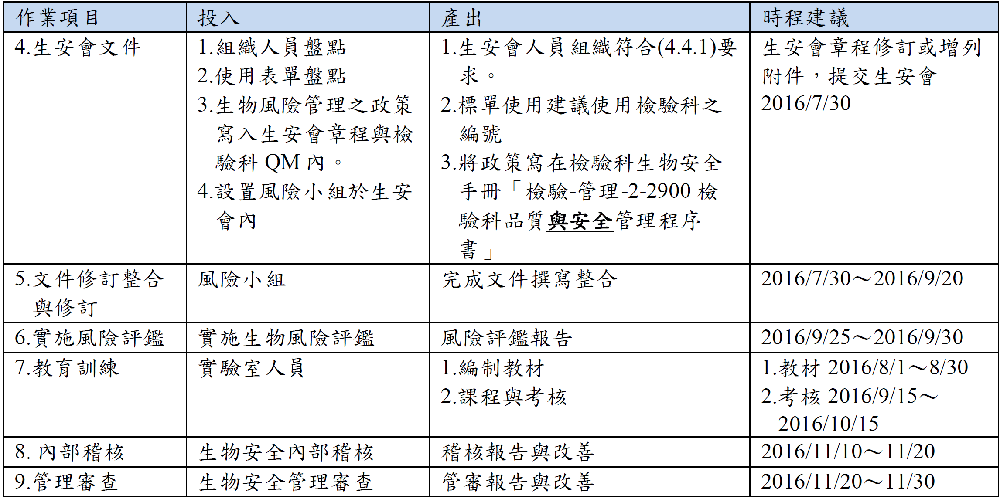 作業項目 投入 產出 時程建議
4.生安會文件
1.組織人員盤點
2.使用表單盤點
3.生物風險管理之政策
寫入生安會章程與檢
驗科 QM 內。
4.設置風險小組於生安
會內
1.生安會人員組織符合(4.4.1)要
求。
2.標單使用建議使用檢驗科之
編號
3.將政策寫在檢驗科生物安全
手冊「檢驗-管理-2-2900 檢
驗科品質與安全管理程序
書」
生安會章程修訂或增列
附件，提交生安會
2016/7/30
5.文件修訂整合
與修訂
風險小組
完成文件撰寫整合
2016/7/30～2016/9/20
6.實施風險評鑑
實施生物風險評鑑
風險評鑑報告
2016/9/25～2016/9/30
7.教育訓練
實驗室人員
1.編制教材
2.課程與考核
1.教材 2016/8/1～8/30
2.考核 2016/9/15～
2016/10/15
8. 內部稽核
生物安全內部稽核
稽核報告與改善
2016/11/10～11/20
9.管理審查
生物安全管理審查
管審報告與改善
2016/11/20～11/30